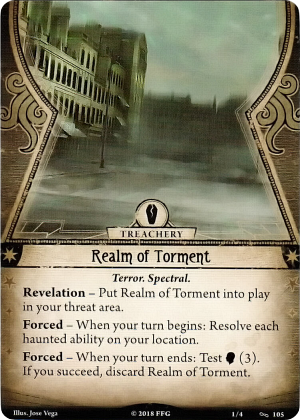 TREACHERY
Realm of Torment
Terror. Spectral.
Revelation – Put Realm of Torment into play
in your threat area.
Forced – When your turn begins: Resolve each
haunted ability on your location.
Forced – When your turn ends: Test (3).
If you succeed, discard Realm of Torment.
Illus. Jose Vega © 2018 FFG 1/4 105